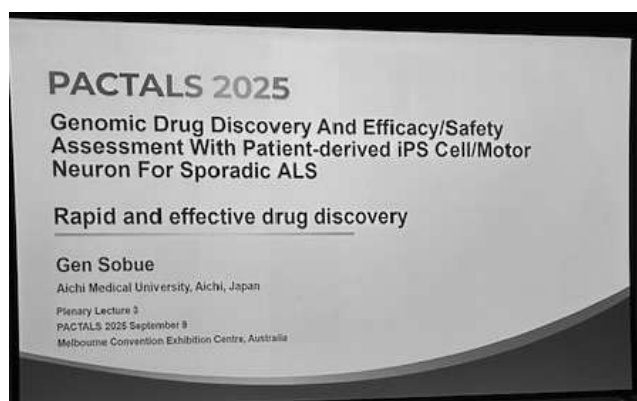 PACTALS 2025
Genomic Drug Discovery And Efficacy/Safety
Assessment With Patient-derived iPS Cell/Motor
Neuron For Sporadic ALS
Rapid and effective drug discovery
Gen Sobue
Aichi Medical University, Aichi, Japan
Plenary Lecture 3
PACTALS 2025 September 9
Melbourne Convention Exhibition Centre, Australia